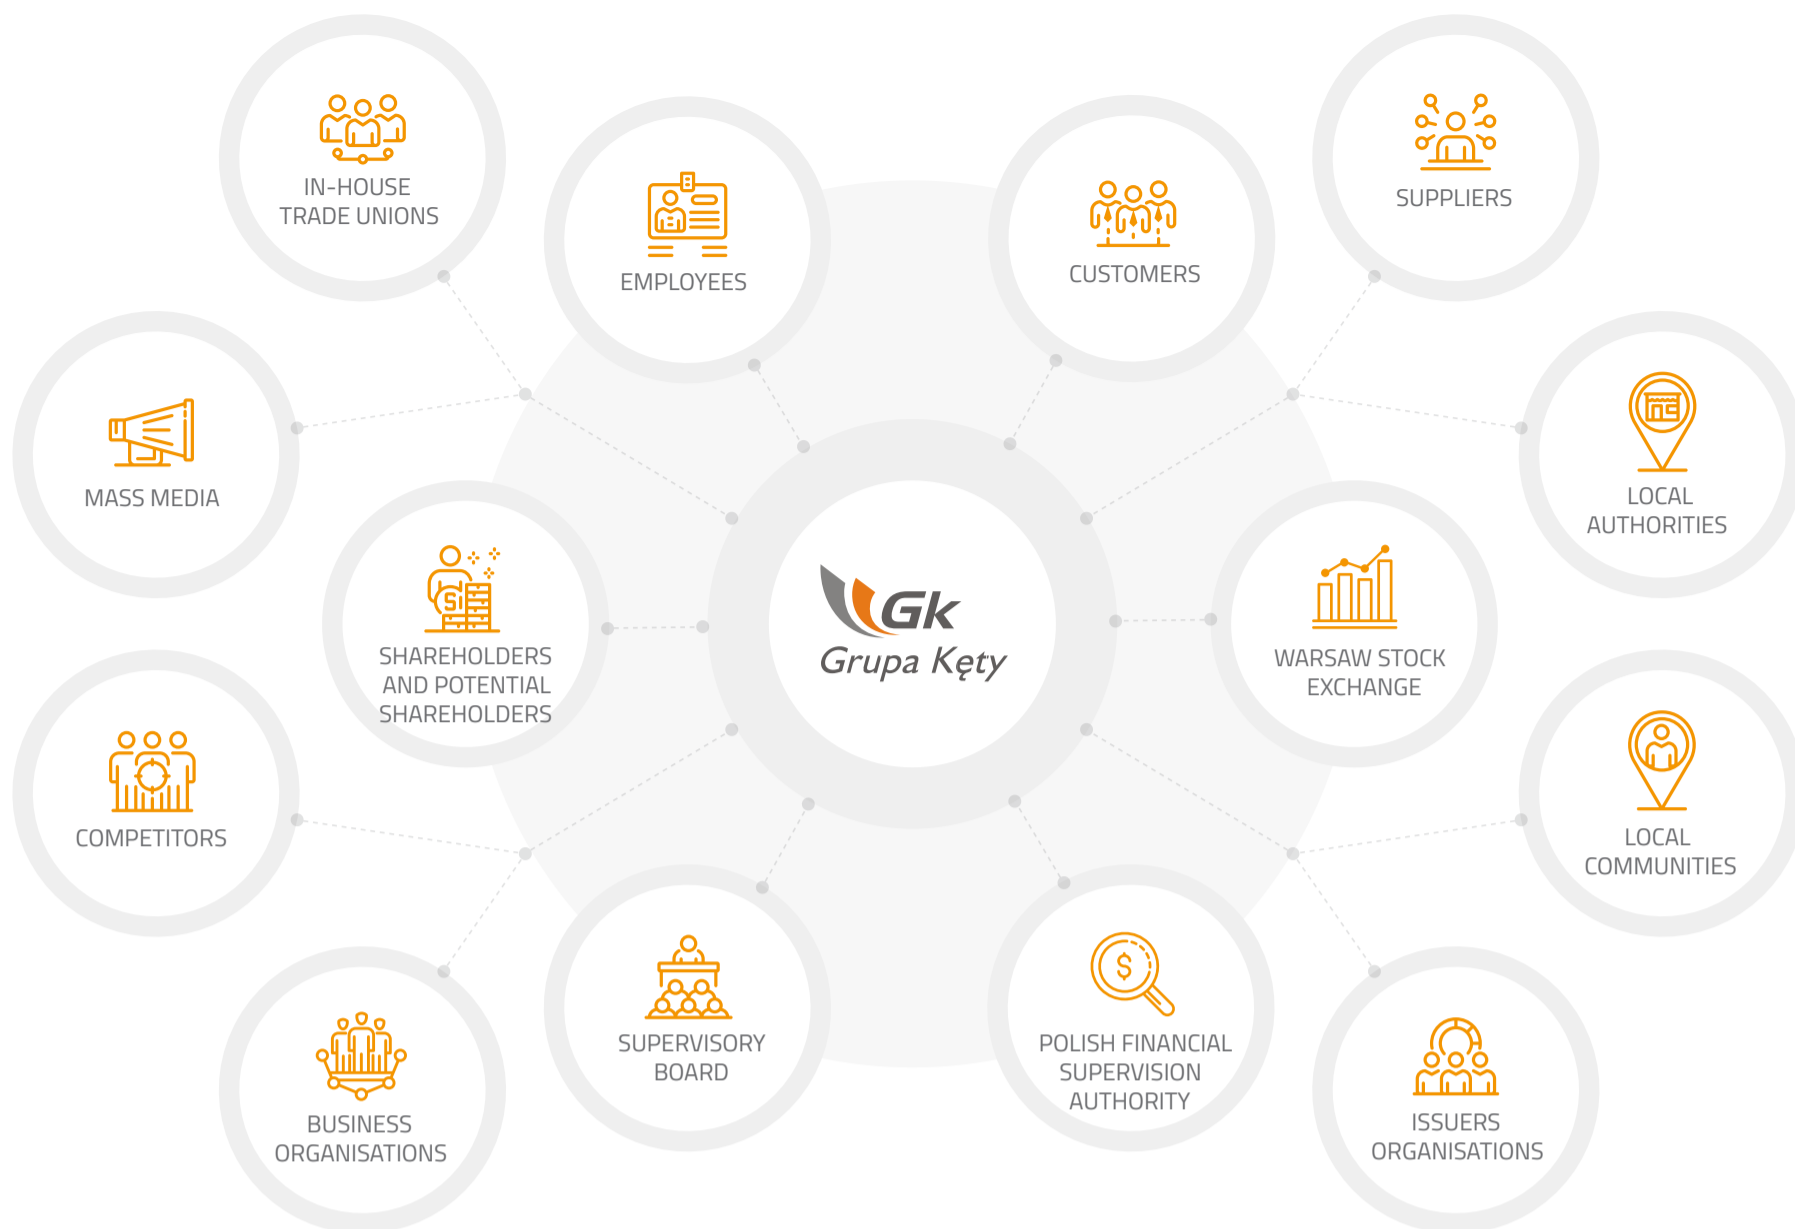 IN-HOUSE
TRADE UNIONS
EMPLOYEES
CUSTOMERS
SUPPLIERS
MASS MEDIA
LOCAL
AUTHORITIES
SHAREHOLDERS
AND POTENTIAL
SHAREHOLDERS
Gk
Grupa Kęty
WARSAW STOCK
EXCHANGE
COMPETITORS
LOCAL
COMMUNITIES
BUSINESS
ORGANISATIONS
SUPERVISORY
BOARD
POLISH FINANCIAL
SUPERVISION
AUTHORITY
ISSUERS
ORGANISATIONS